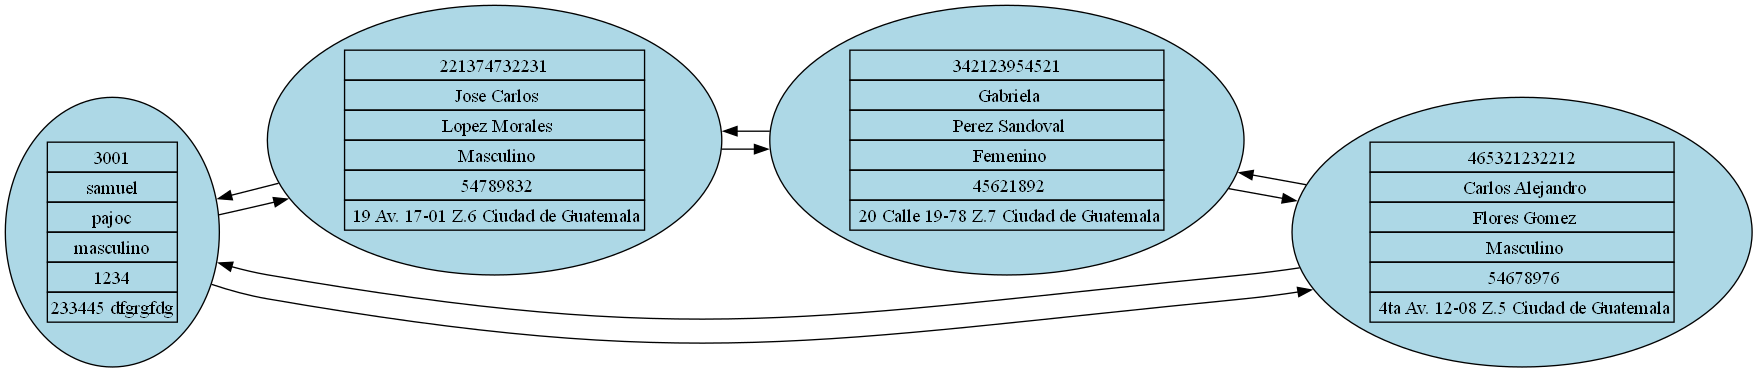 3001
samuel
pajoc
masculino
1234
233445 dfgrgfdg
221374732231
Jose Carlos
Lopez Morales
Masculino
54789832
19 Av. 17-01 Z.6 Ciudad de Guatemala
342123954521
Gabriela
Perez Sandoval
Femenino
45621892
20 Calle 19-78 Z.7 Ciudad de Guatemala
465321232212
Carlos Alejandro
Flores Gomez
Masculino
54678976
4ta Av. 12-08 Z.5 Ciudad de Guatemala